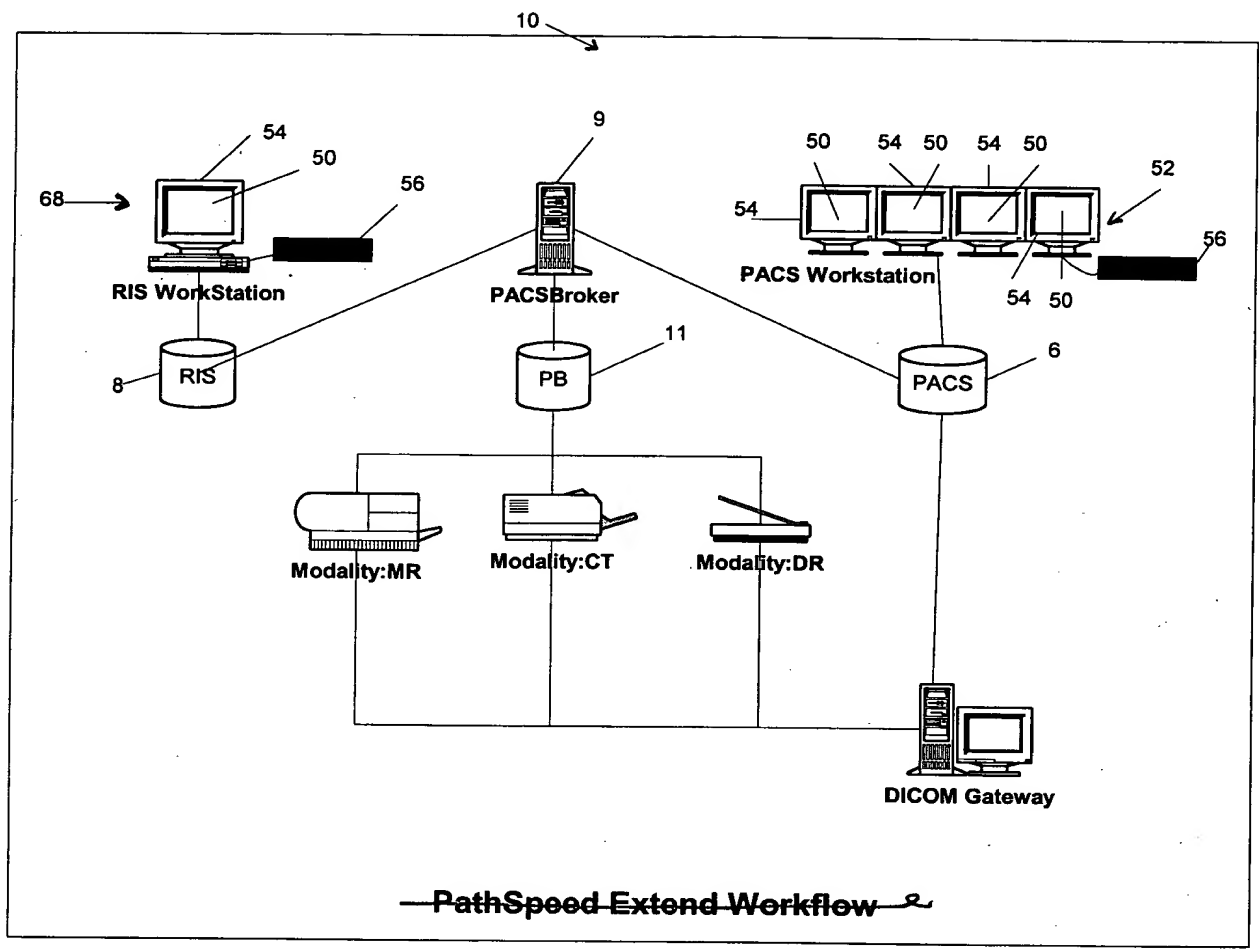 10
9
54
50
68
56
50 54 50 54 50
52
54
56
RIS WorkStation
PACSBroker
PACS Workstation
54 50
11
6
8
RIS
PB
PACS
Modality:MR
Modality:CT
Modality:DR
DICOM Gateway
PathSpeed Extend Workflow